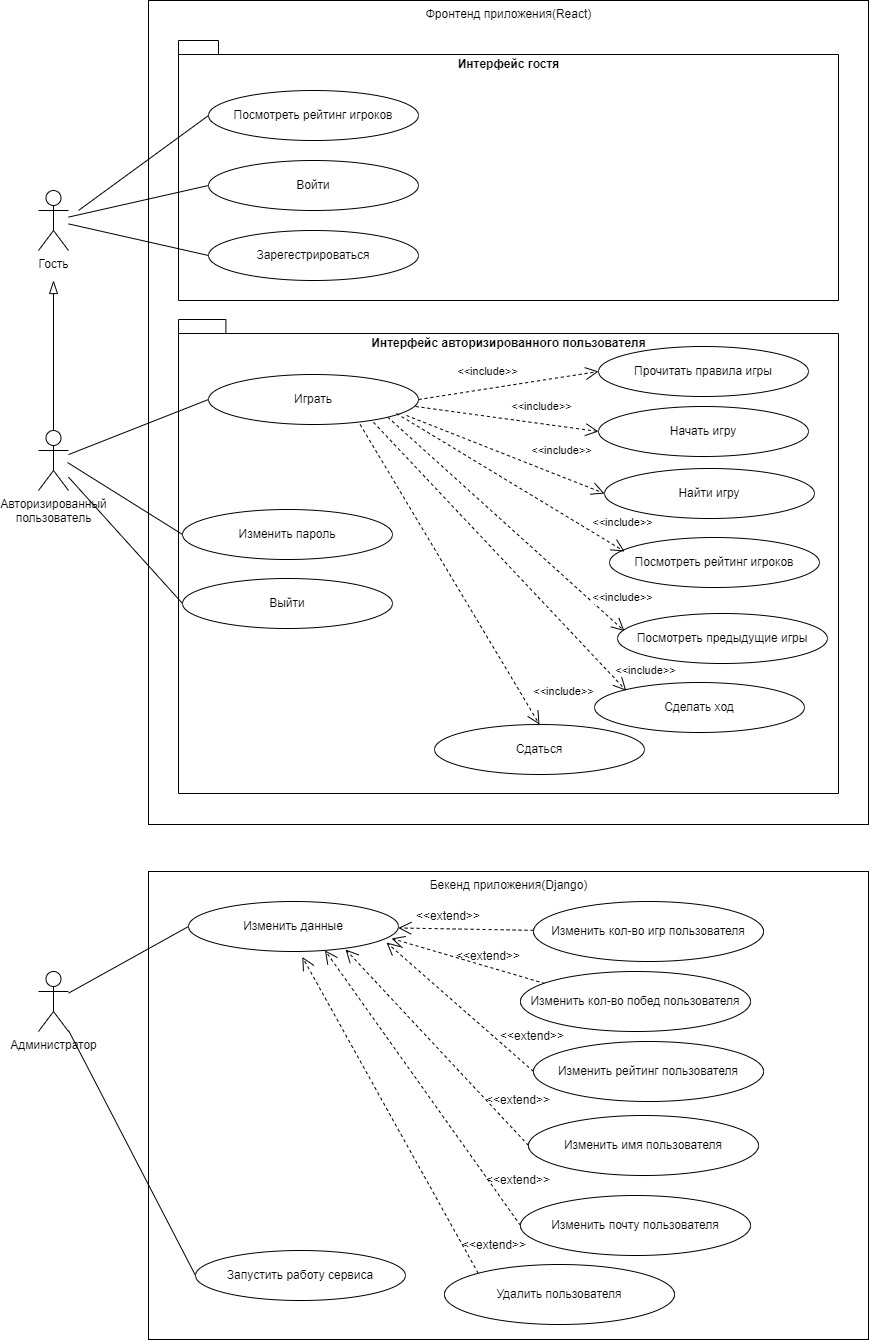 Фронтенд приложения(React)
Интерфейс гостя
Посмотреть рейтинг игроков
Войти
Зарегестрироваться
Гость
Интерфейс авторизированного пользователя
Играть
<<include>>
Прочитать правила игры
<<include>>
Начать игру
<<include>>
Найти игру
<<include>>
Посмотреть рейтинг игроков
<<include>>
Посмотреть предыдущие игры
<<include>>
Сделать ход
<<include>>
Сдаться
Авторизированный
пользователь
Изменить пароль
Выйти
Бекенд приложения(Django)
Изменить данные
<<extend>>
Изменить кол-во игр пользователя
<<extend>>
Изменить кол-во побед пользователя
<<extend>>
Изменить рейтинг пользователя
<<extend>>
Изменить имя пользователя
<<extend>>
Изменить почту пользователя
<<extend>>
Удалить пользователя
Администратор
Запустить работу сервиса